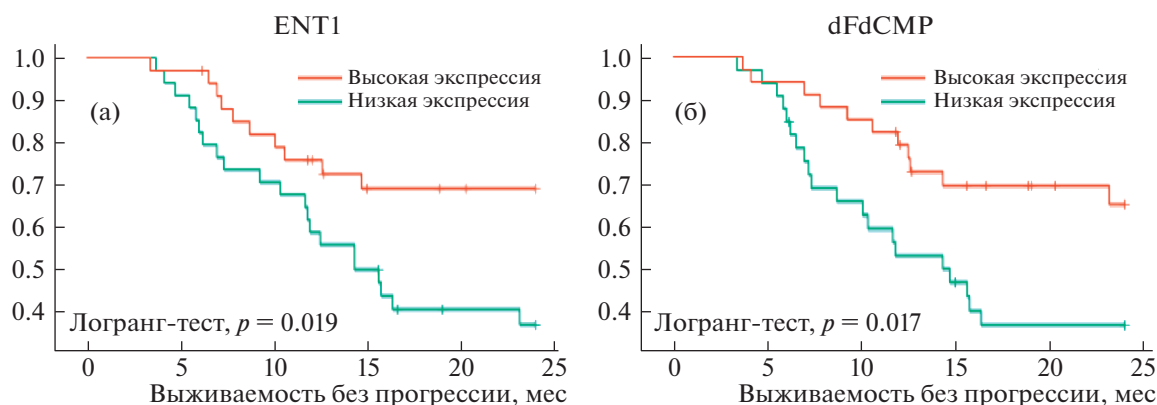 ENT1
1.0
0.9
0.8
0.7
0.6
0.5
0.4
(а)
Высокая экспрессия
Низкая экспрессия
Логранг-тест, p = 0.019
0 5 10 15 20 25
Выживаемость без прогрессии, мес
dFdCMP
1.0
0.9
0.8
0.7
0.6
0.5
0.4
(б)
Высокая экспрессия
Низкая экспрессия
Логранг-тест, p = 0.017
0 5 10 15 20 25
Выживаемость без прогрессии, мес